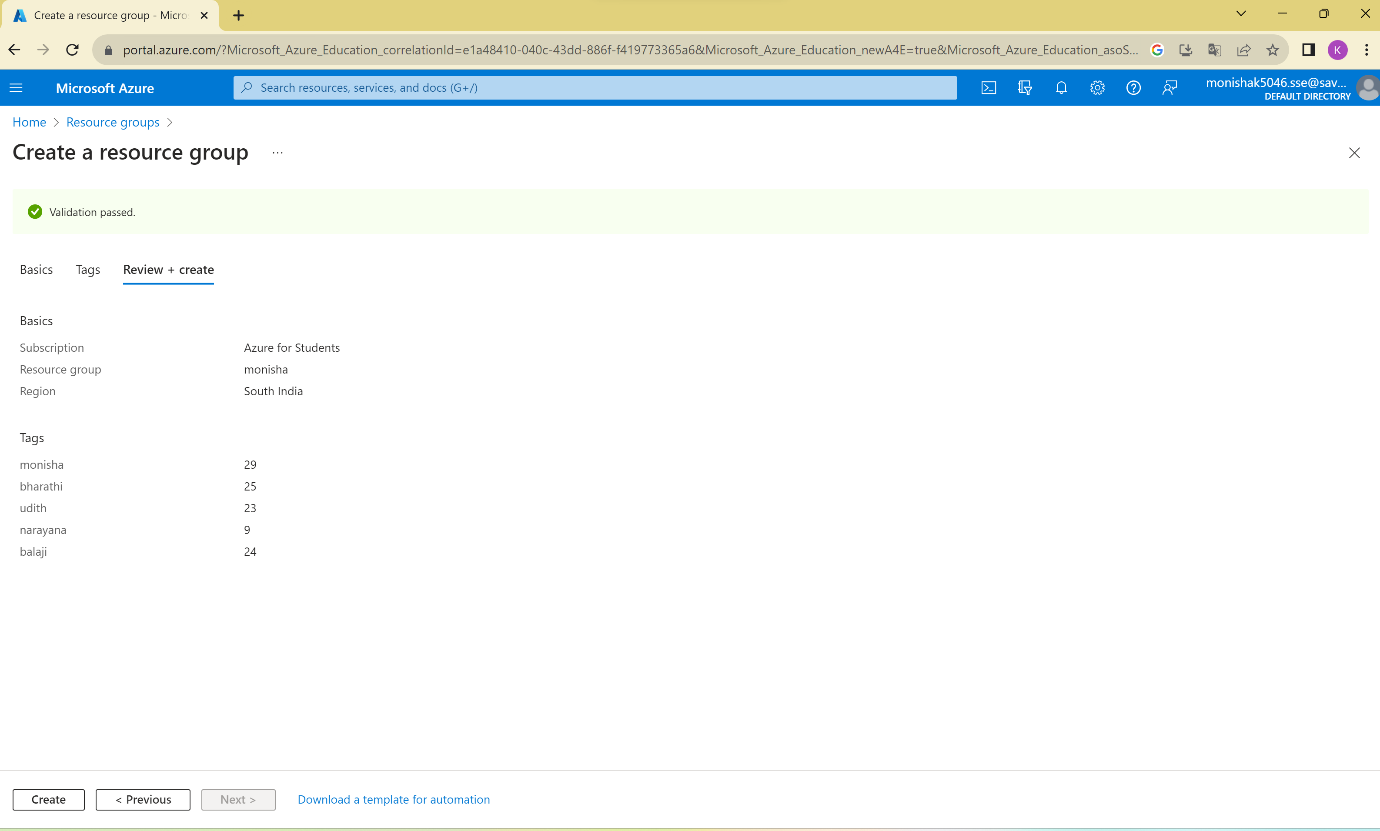 Create a resource group - Micro
portal.azure.com/?Microsoft_Azure_Education_correlationId=e1a48410-040c-43dd-886f-f419773365a6&Microsoft_Azure_Education_newA4E=true&Microsoft_Azure_Education_asoS...
K
Microsoft Azure
Search resources, services, and docs (G+/)
monishak5046.sse@sav...
DEFAULT DIRECTORY
Home > Resource groups >
Create a resource group ...
Validation passed.
Basics Tags Review + create
Basics
Subscription Azure for Students
Resource group monisha
Region South India
Tags
monisha 29
bharathi 25
udith 23
narayana 9
balaji 24
Create < Previous Next > Download a template for automation